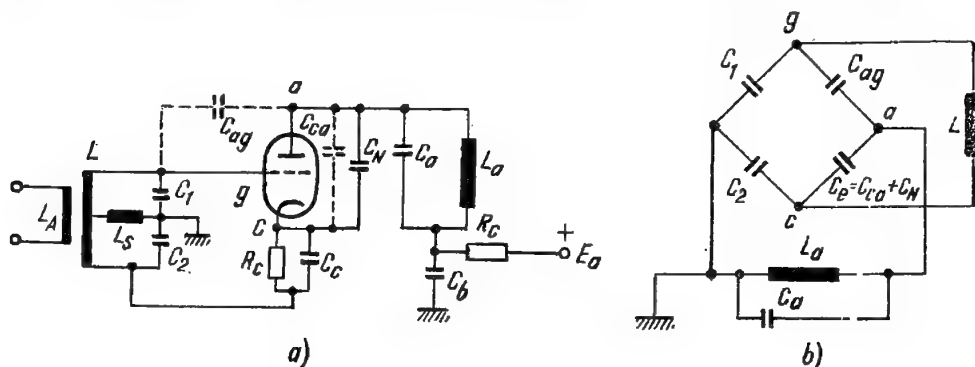 a
C_ag
C_ca
C_N
C_a
L_a
L
g
C_1
L_A
L_s
C_2
C
R_c
C_c
R_c
+
E_a
C_b
a)
g
C_1
C_ag
a
L
C_2
C_e=C_ca+C_N
c
L_a
C_a
b)